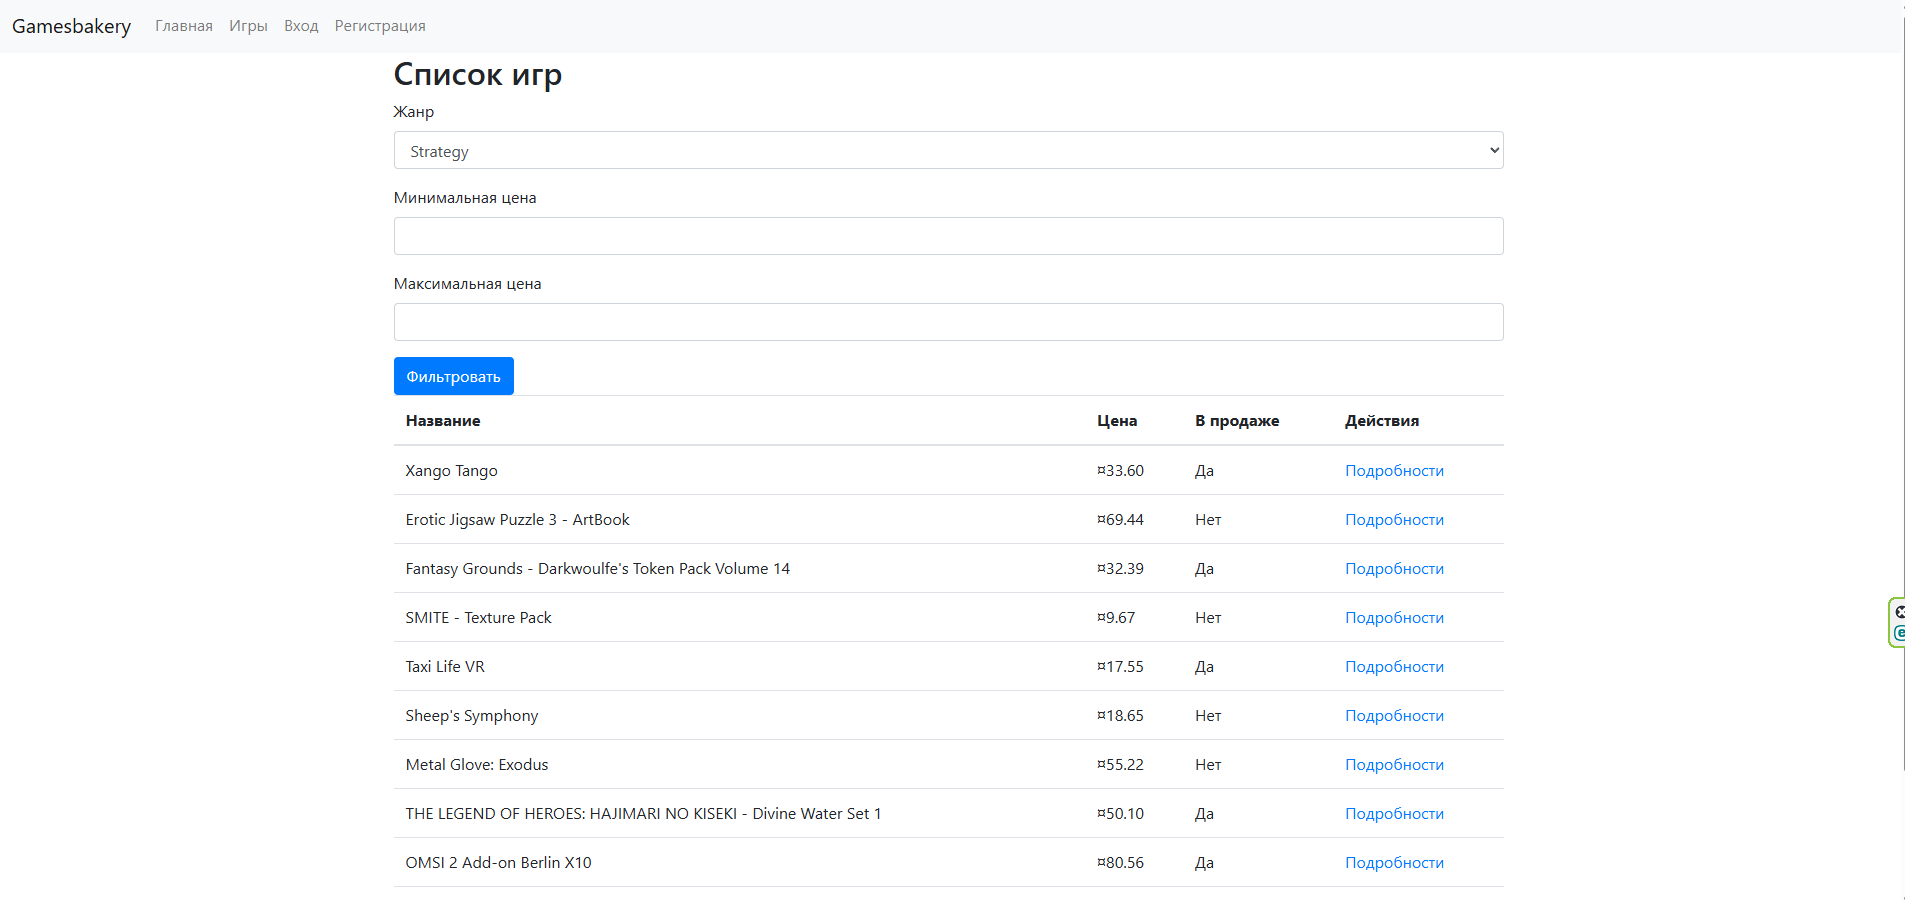 Gamesbakery Главная Игры Вход Регистрация
Список игр
Жанр
Strategy
Минимальная цена
Максимальная цена
Фильтровать
Название Цена В продаже Действия
Xango Tango ¤33.60 Да Подробности
Erotic Jigsaw Puzzle 3 - ArtBook ¤69.44 Нет Подробности
Fantasy Grounds - Darkwoulfe's Token Pack Volume 14 ¤32.39 Да Подробности
SMITE - Texture Pack ¤9.67 Нет Подробности
Taxi Life VR ¤17.55 Да Подробности
Sheep's Symphony ¤18.65 Нет Подробности
Metal Glove: Exodus ¤55.22 Нет Подробности
THE LEGEND OF HEROES: HAJIMARI NO KISEKI - Divine Water Set 1 ¤50.10 Да Подробности
OMSI 2 Add-on Berlin X10 ¤80.56 Да Подробности